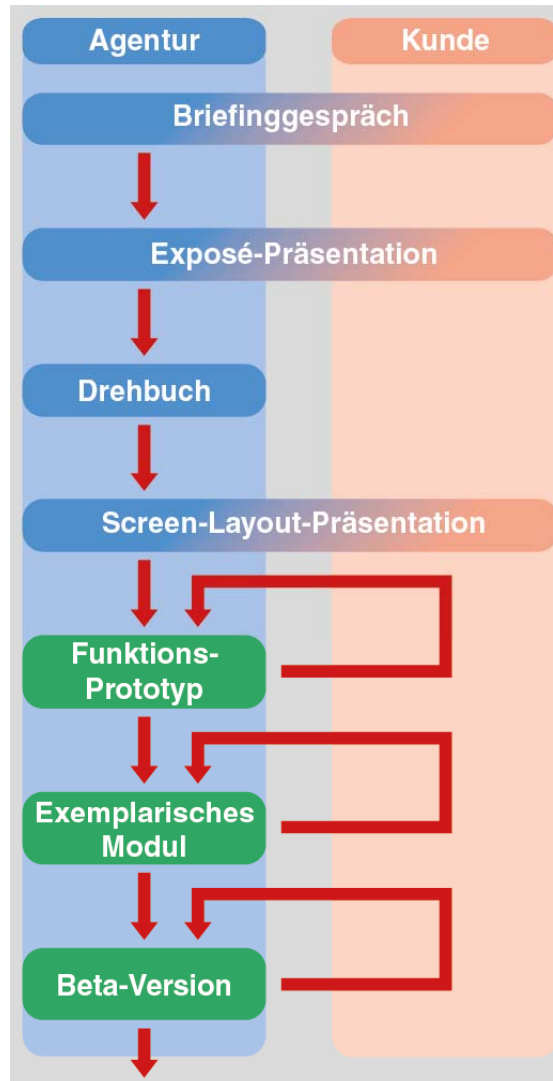 Agentur
Kunde
Briefinggespräch
Exposé-Präsentation
Drehbuch
Screen-Layout-Präsentation
Funktions-
Prototyp
Exemplarisches
Modul
Beta-Version